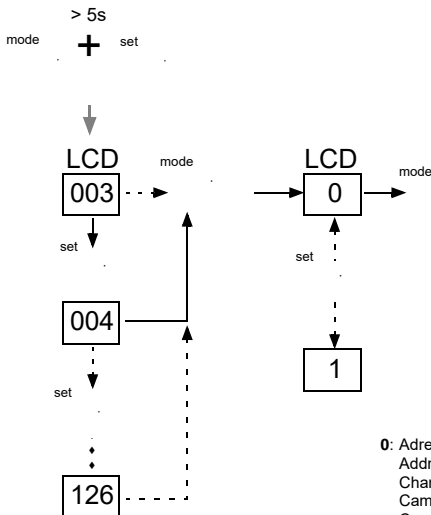 > 5s
mode + set
LCD
003
mode
LCD
0
mode
set
set
004
1
set
126
0: Adre
Addr
Char
Cam